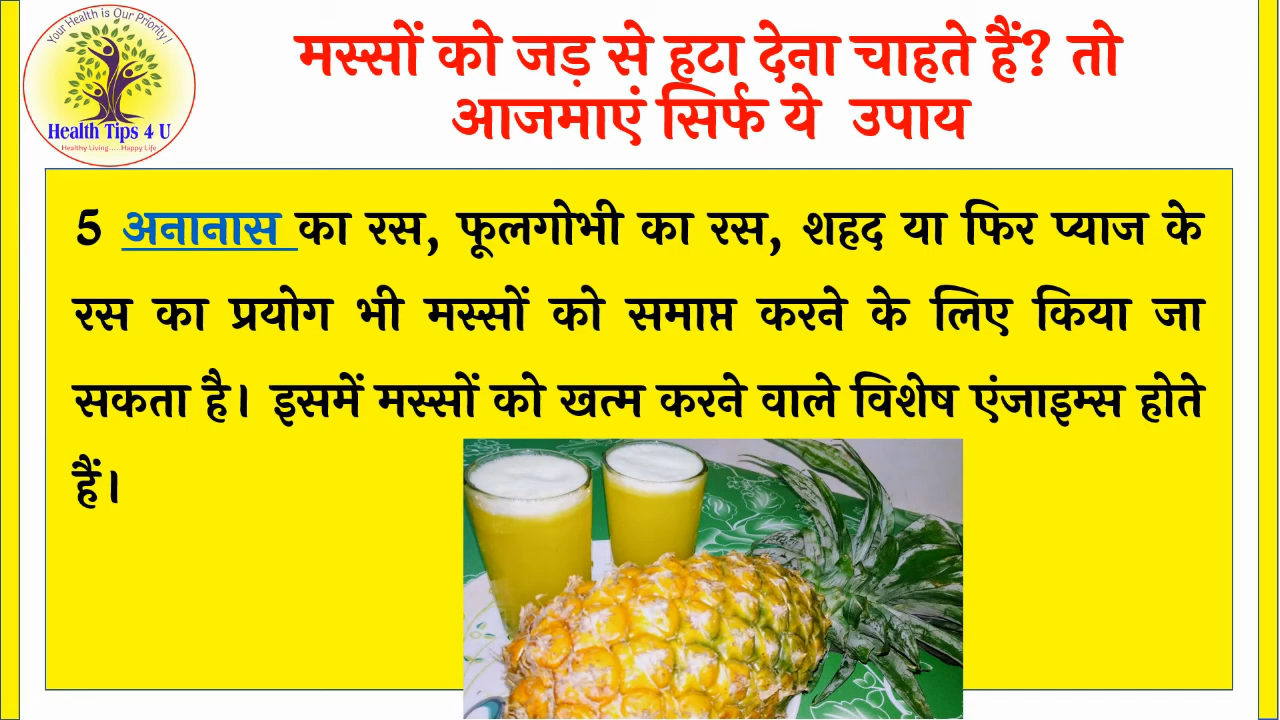 Your Health is Our Priority!
Health Tips 4 U
Healthy Living.....Happy Life
मस्सों को जड़ से हटा देना चाहते हैं? तो
आजमाएं सिर्फ ये उपाय
5 अनानास का रस, फूलगोभी का रस, शहद या फिर प्याज के
रस का प्रयोग भी मस्सों को समाप्त करने के लिए किया जा
सकता है। इसमें मस्सों को खत्म करने वाले विशेष एंजाइम्स होते
हैं।